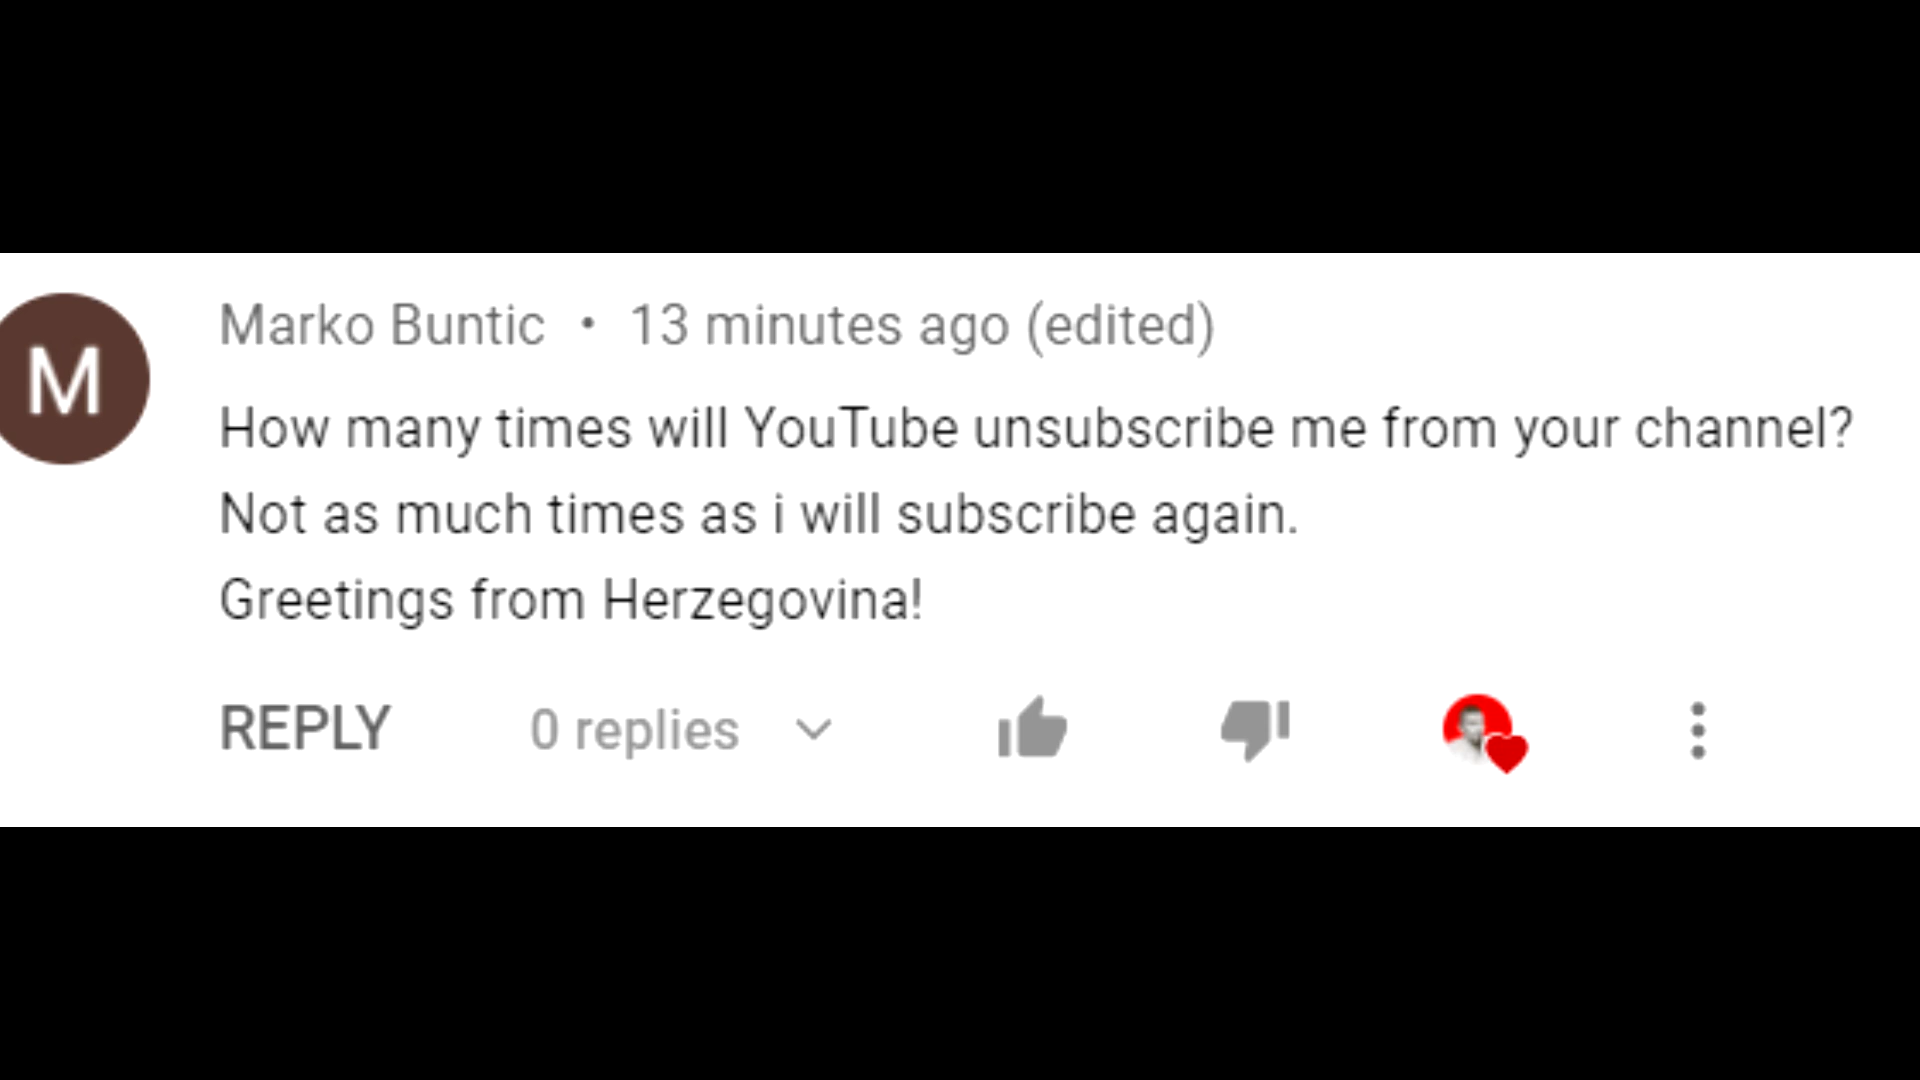 M
Marko Buntic • 13 minutes ago (edited)
How many times will YouTube unsubscribe me from your channel?
Not as much times as i will subscribe again.
Greetings from Herzegovina!
REPLY 0 replies